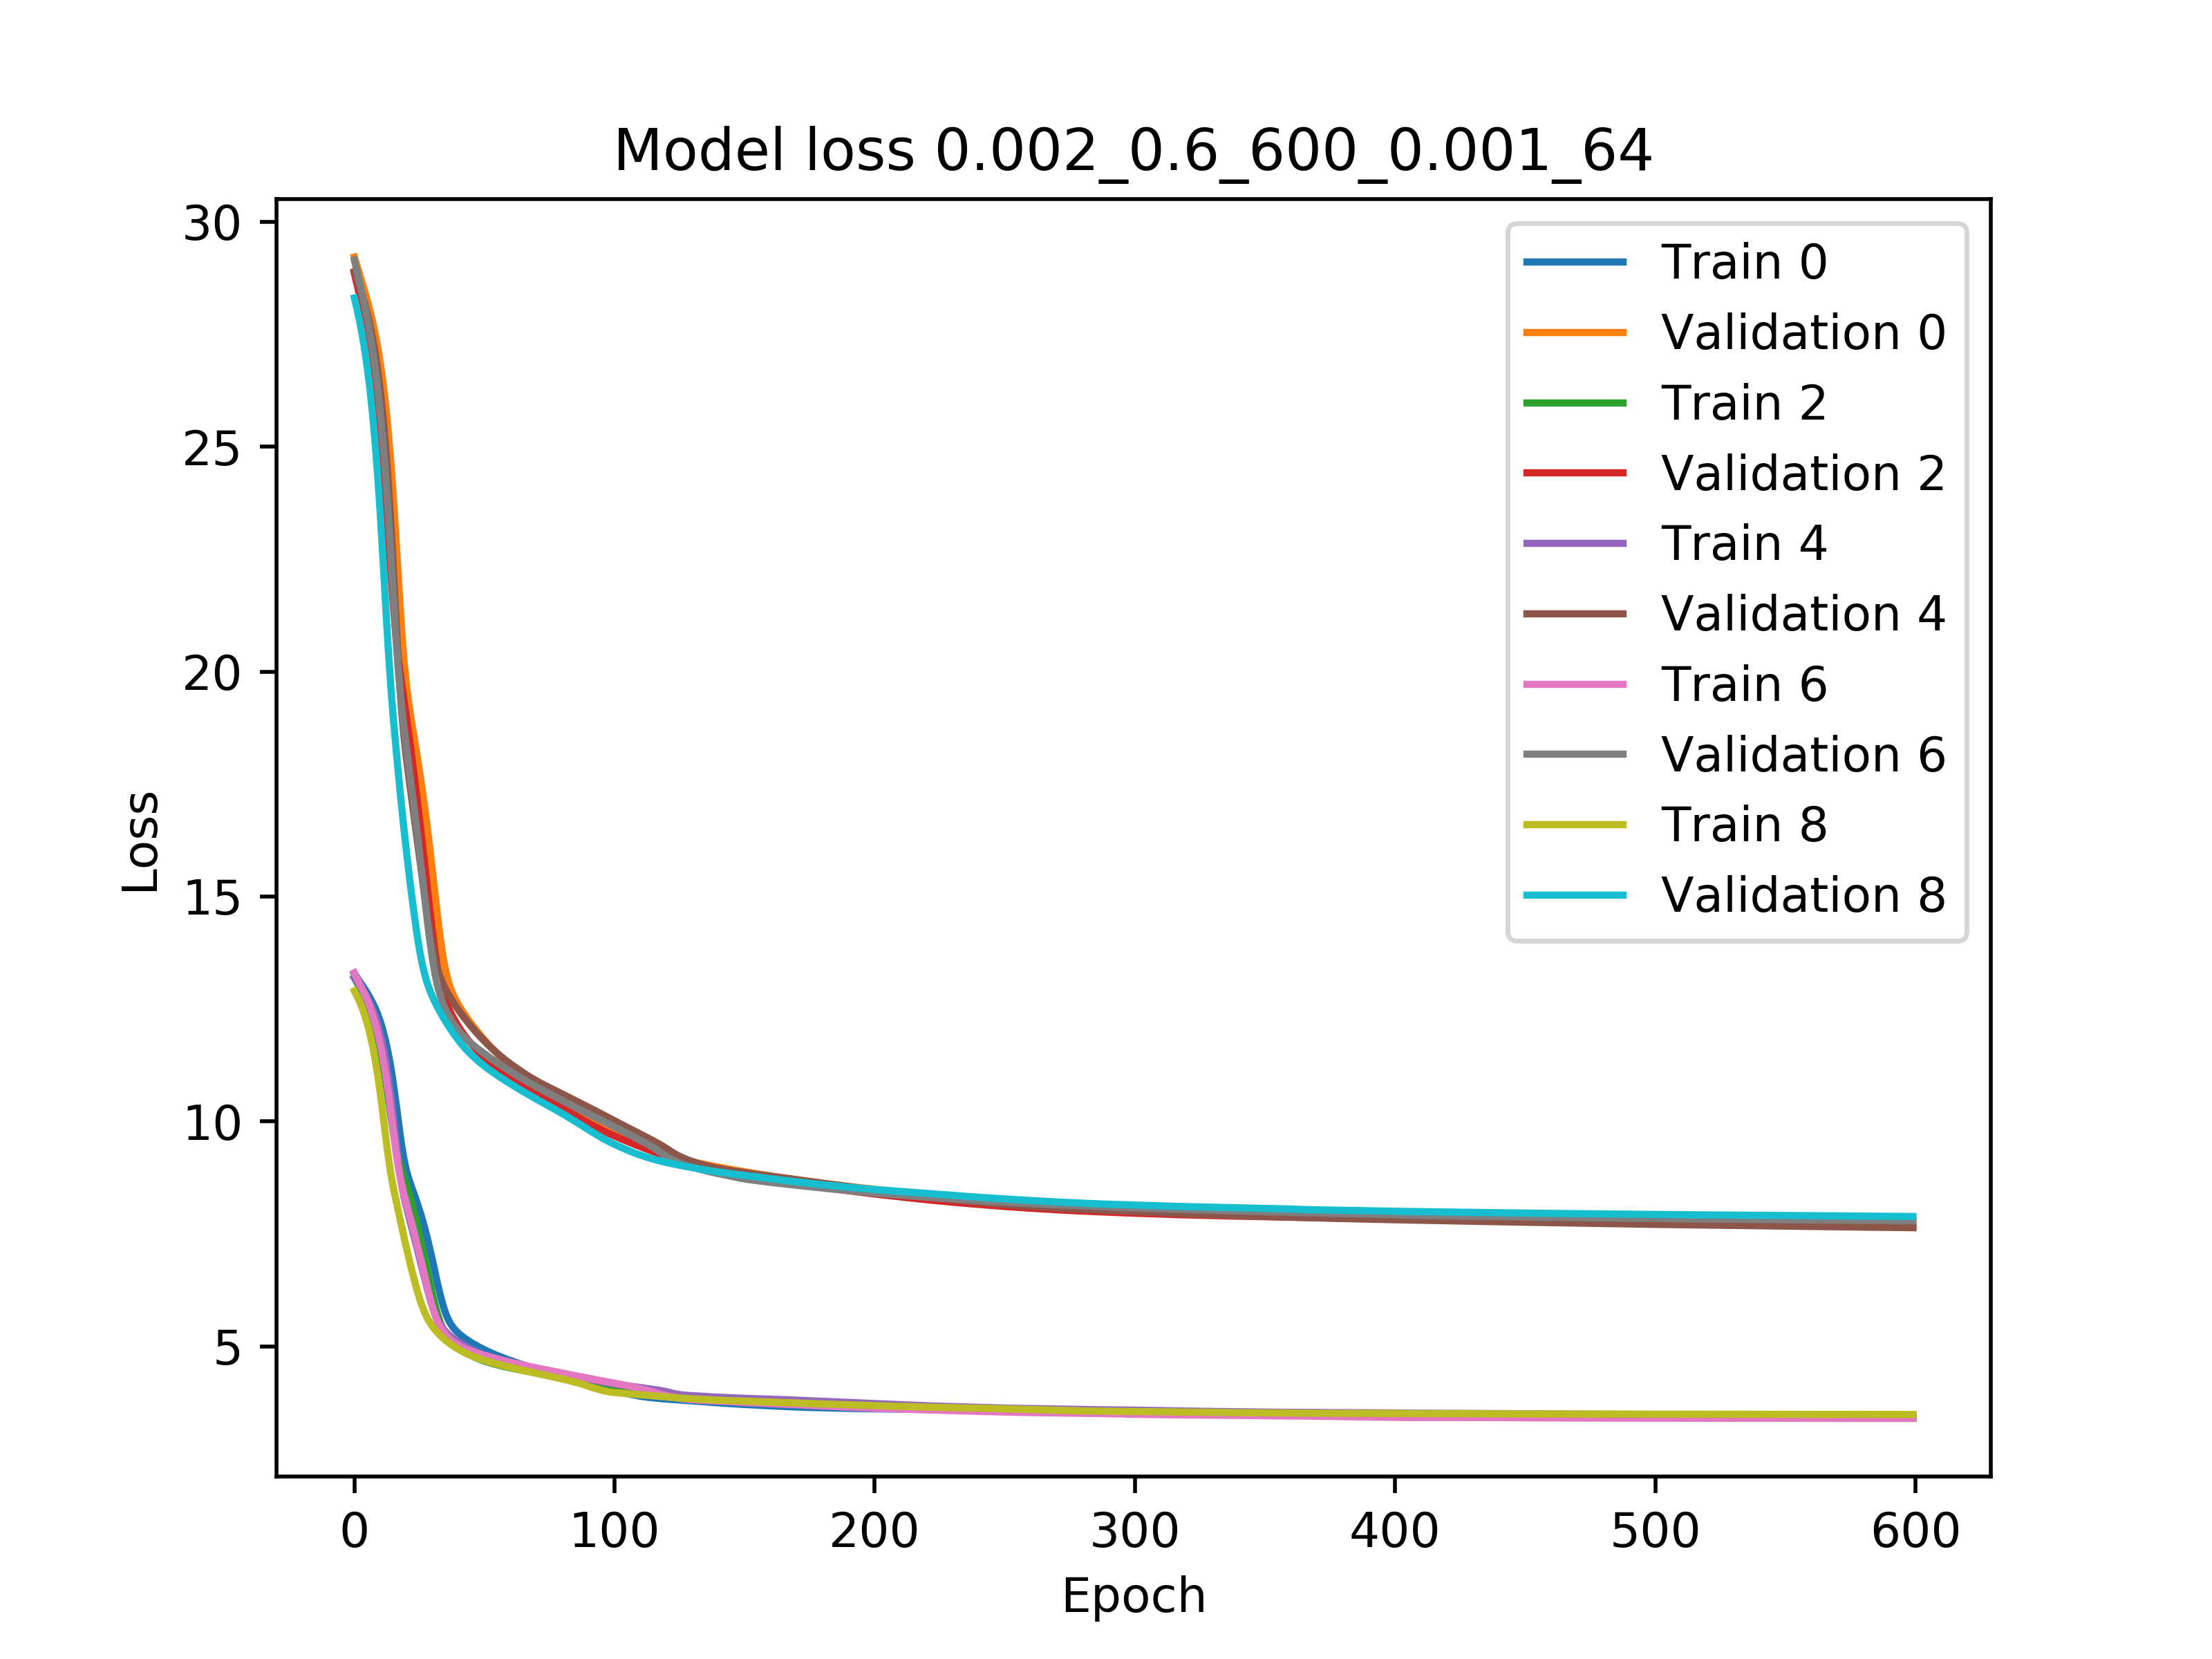 Model loss 0.002_0.6_600_0.001_64
30
25
20
15
10
5
Loss
Train 0
Validation 0
Train 2
Validation 2
Train 4
Validation 4
Train 6
Validation 6
Train 8
Validation 8
0 100 200 300 400 500 600
Epoch